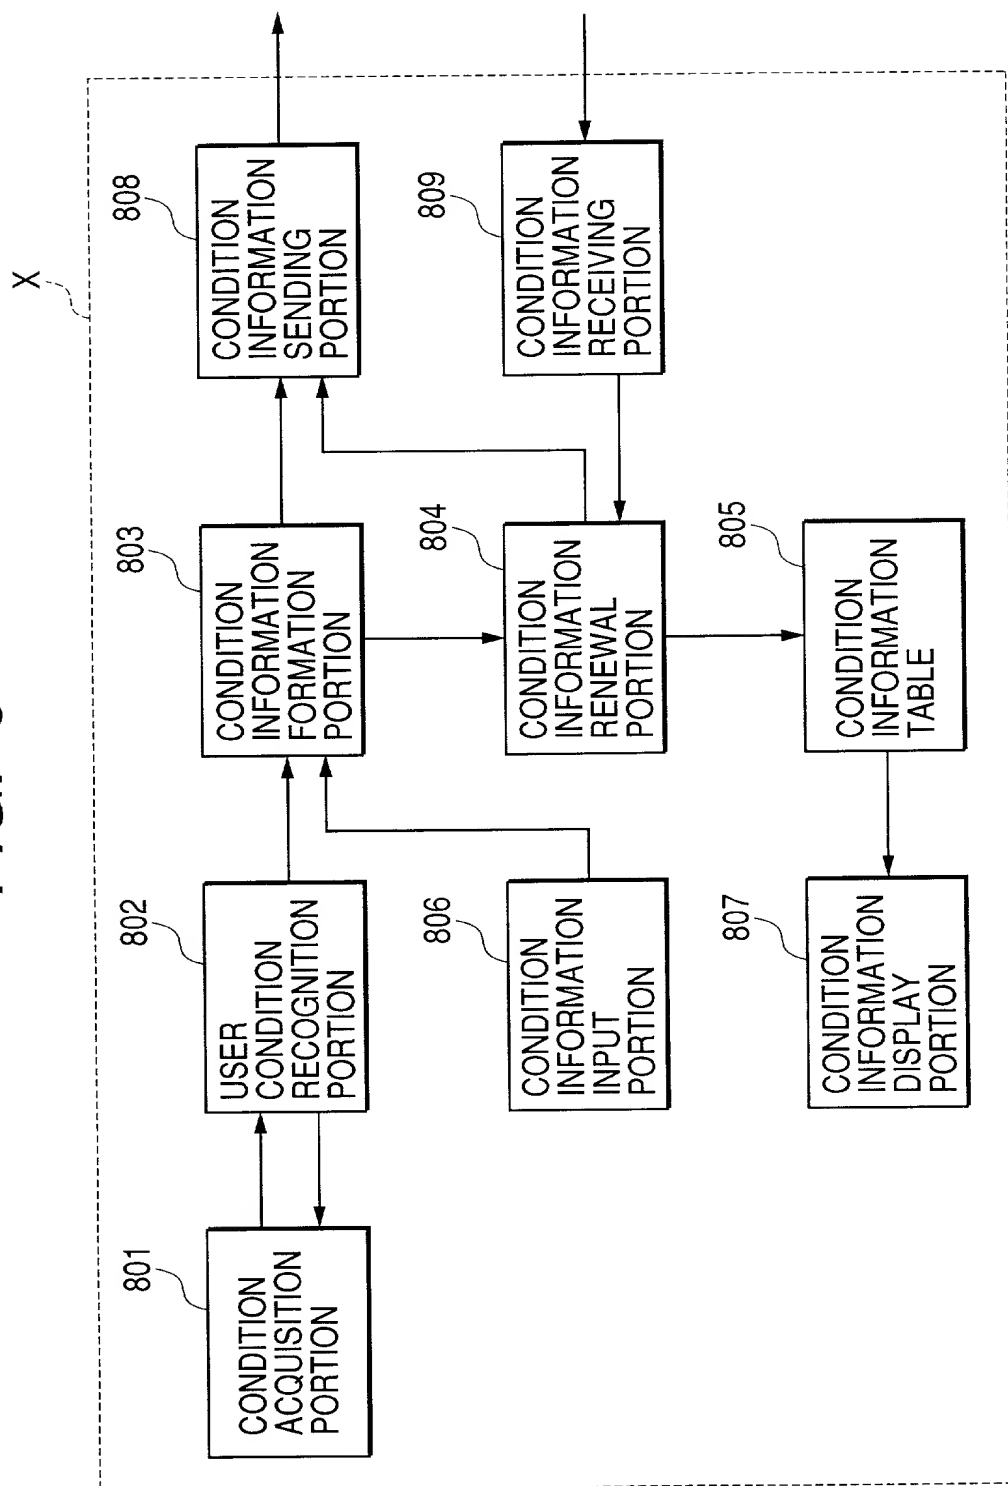 X
801
CONDITION
ACQUISITION
PORTION
802
USER
CONDITION
RECOGNITION
PORTION
803
CONDITION
INFORMATION
FORMATION
PORTION
808
CONDITION
INFORMATION
SENDING
PORTION
806
CONDITION
INFORMATION
INPUT
PORTION
804
CONDITION
INFORMATION
RENEWAL
PORTION
809
CONDITION
INFORMATION
RECEIVING
PORTION
807
CONDITION
INFORMATION
DISPLAY
PORTION
805
CONDITION
INFORMATION
TABLE